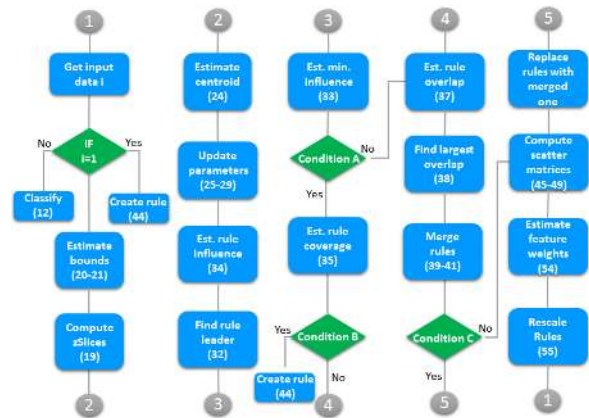 1
Get input
data i
No
IF
i=1
Yes
Classify
(12)
Create rule
(44)
Estimate
bounds
(20-21)
Compute
zSlices
(19)
2
2
Estimate
centroid
(24)
Update
parameters
(25-29)
Est. rule
influence
(34)
Find rule
leader
(32)
3
3
Est. min.
influence
(33)
Condition A
No
Yes
Est. rule
coverage
(35)
Yes
Condition B
Create rule
(44)
No
4
4
Est. rule
overlap
(37)
Find largest
overlap
(38)
Merge
rules
(39-41)
Condition C
No
Yes
5
5
Replace
rules with
merged
one
Compute
scatter
matrices
(45-49)
Estimate
feature
weights
(54)
Rescale
Rules
(55)
1